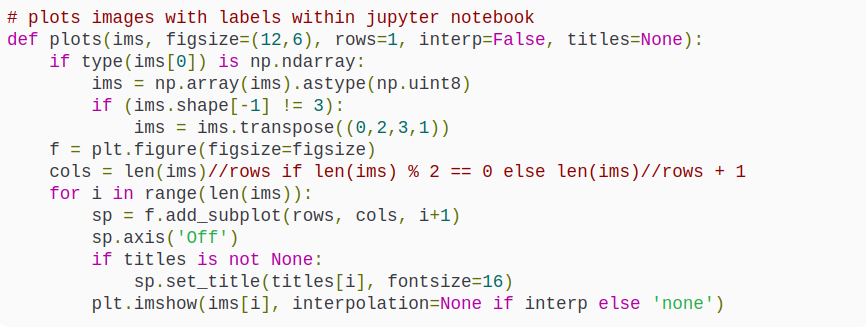 # plots images with labels within jupyter notebook
def plots(ims, figsize=(12,6), rows=1, interp=False, titles=None):
    if type(ims[0]) is np.ndarray:
        ims = np.array(ims).astype(np.uint8)
        if (ims.shape[-1] != 3):
            ims = ims.transpose((0,2,3,1))
    f = plt.figure(figsize=figsize)
    cols = len(ims)//rows if len(ims) % 2 == 0 else len(ims)//rows + 1
    for i in range(len(ims)):
        sp = f.add_subplot(rows, cols, i+1)
        sp.axis('Off')
        if titles is not None:
            sp.set_title(titles[i], fontsize=16)
        plt.imshow(ims[i], interpolation=None if interp else 'none')